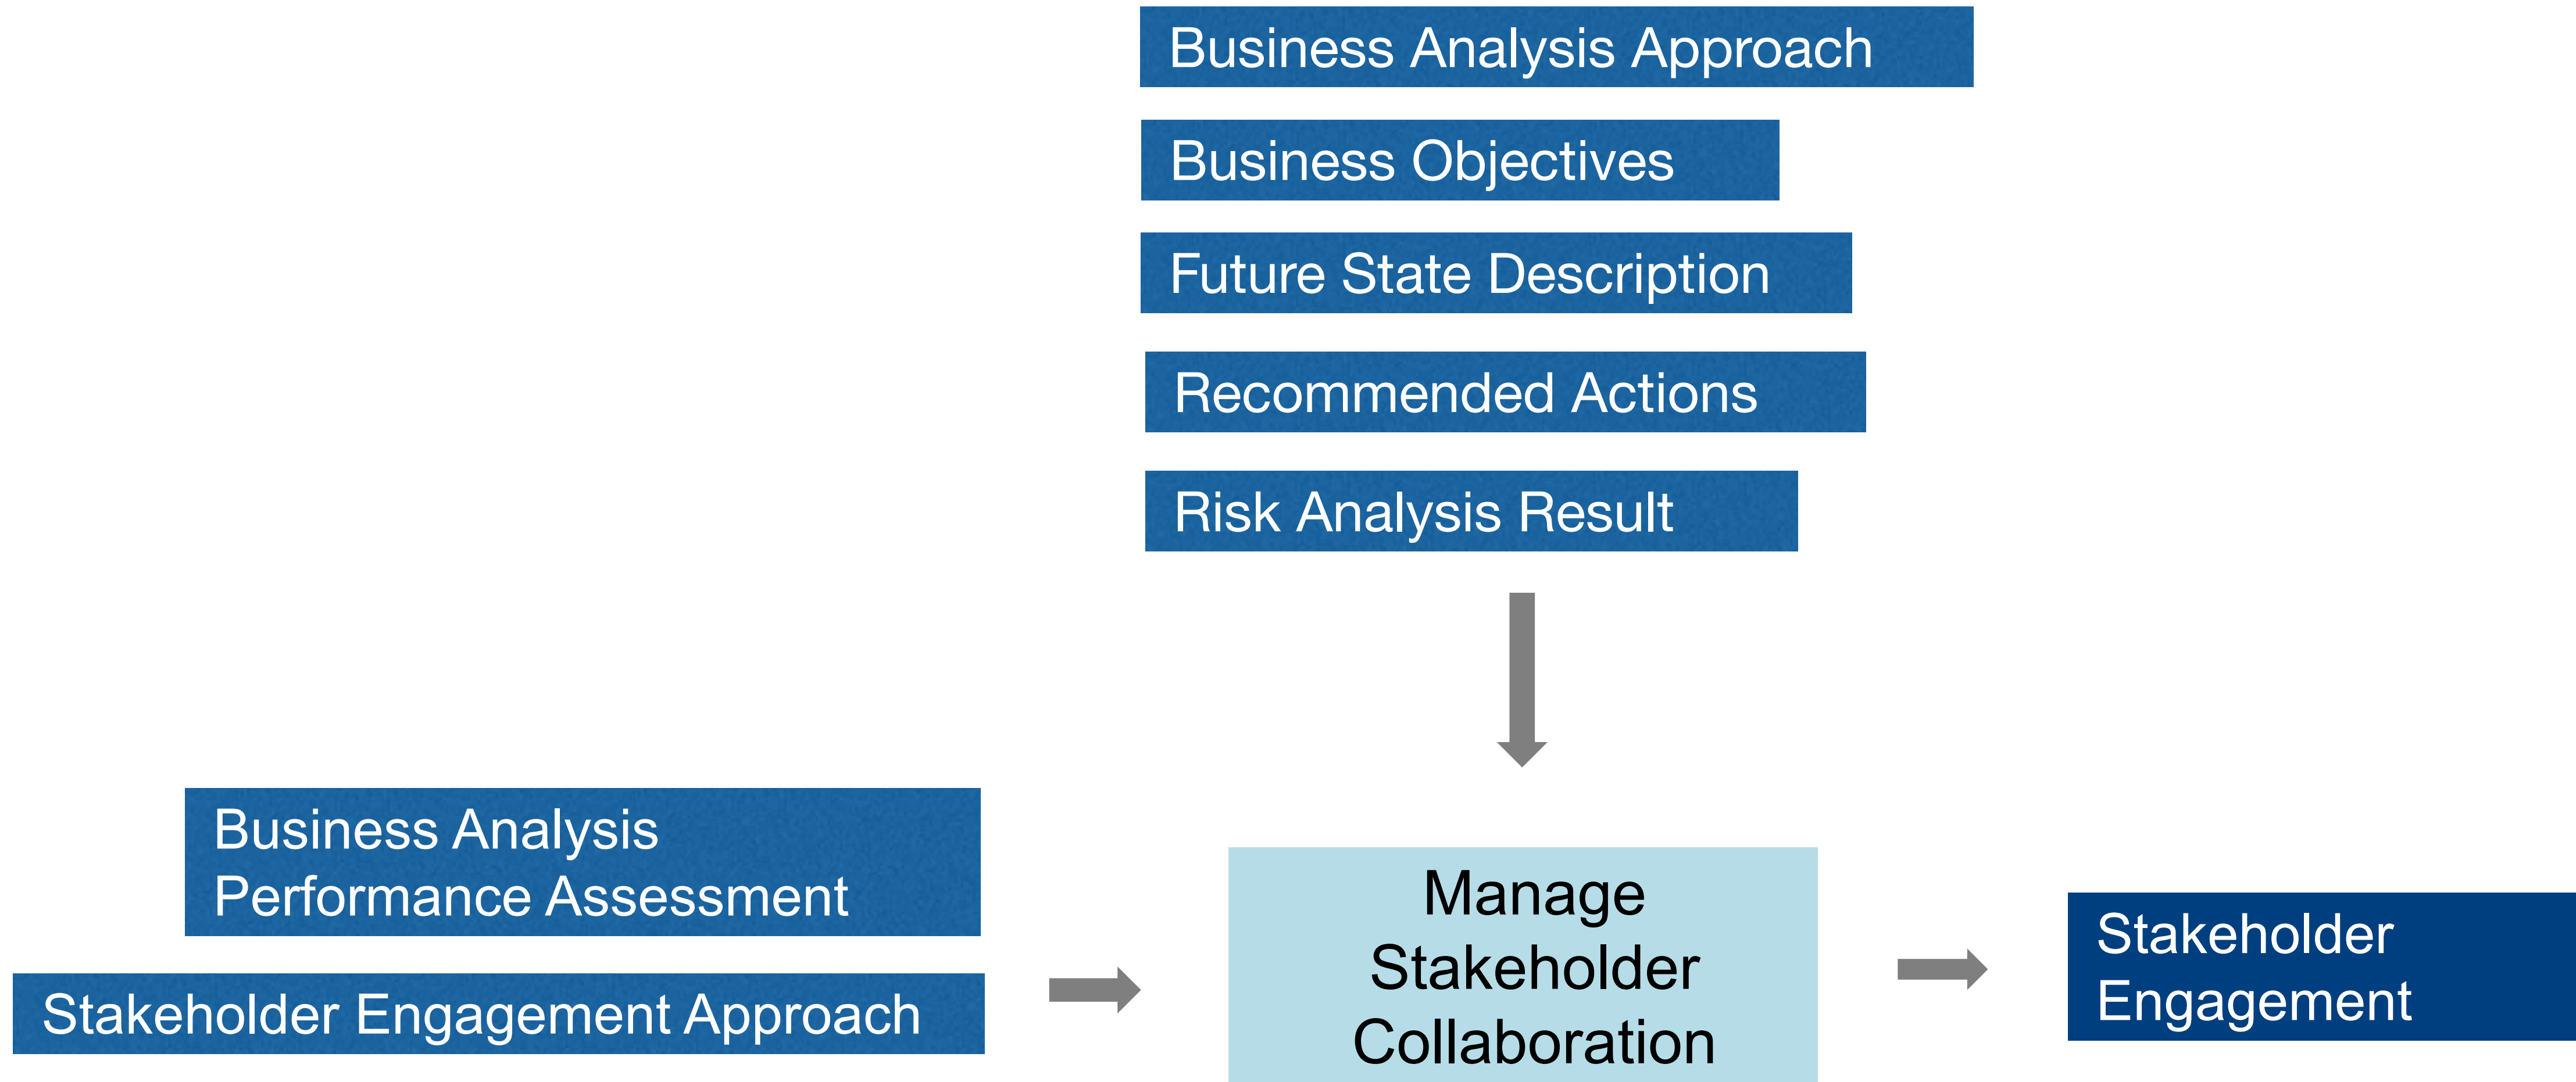 Business Analysis Approach
Business Objectives
Future State Description
Recommended Actions
Risk Analysis Result
Business Analysis
Performance Assessment
Stakeholder Engagement Approach
Manage
Stakeholder
Collaboration
Stakeholder
Engagement